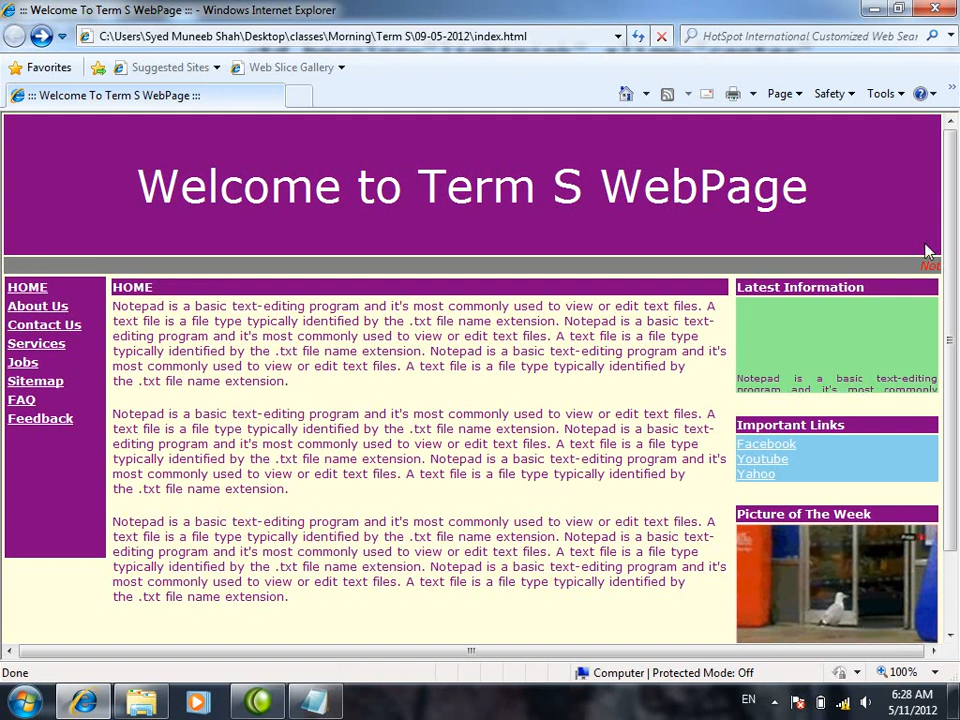 ::: Welcome To Term S WebPage ::: - Windows Internet Explorer
C:\Users\Syed Muneeb Shah\Desktop\classes\Morning\Term S\09-05-2012\index.html
HotSpot International Customized Web Sear
Favorites
Suggested Sites
Web Slice Gallery
::: Welcome To Term S WebPage :::
Page
Safety
Tools
Welcome to Term S WebPage
Not
HOME
About Us
Contact Us
Services
Jobs
Sitemap
FAQ
Feedback
HOME
Notepad is a basic text-editing program and it's most commonly used to view or edit text files. A
text file is a file type typically identified by the .txt file name extension. Notepad is a basic text-
editing program and it's most commonly used to view or edit text files. A text file is a file type
typically identified by the .txt file name extension. Notepad is a basic text-editing program and it's
most commonly used to view or edit text files. A text file is a file type typically identified by
the .txt file name extension.
Notepad is a basic text-editing program and it's most commonly used to view or edit text files. A
text file is a file type typically identified by the .txt file name extension. Notepad is a basic text-
editing program and it's most commonly used to view or edit text files. A text file is a file type
typically identified by the .txt file name extension. Notepad is a basic text-editing program and it's
most commonly used to view or edit text files. A text file is a file type typically identified by
the .txt file name extension.
Notepad is a basic text-editing program and it's most commonly used to view or edit text files. A
text file is a file type typically identified by the .txt file name extension. Notepad is a basic text-
editing program and it's most commonly used to view or edit text files. A text file is a file type
typically identified by the .txt file name extension. Notepad is a basic text-editing program and it's
most commonly used to view or edit text files. A text file is a file type typically identified by
the .txt file name extension.
Latest Information
Notepad is a basic text-editing
program and it's most commonly
Important Links
Facebook
Youtube
Yahoo
Picture of The Week
Done
Computer | Protected Mode: Off
100%
EN
6:28 AM
5/11/2012